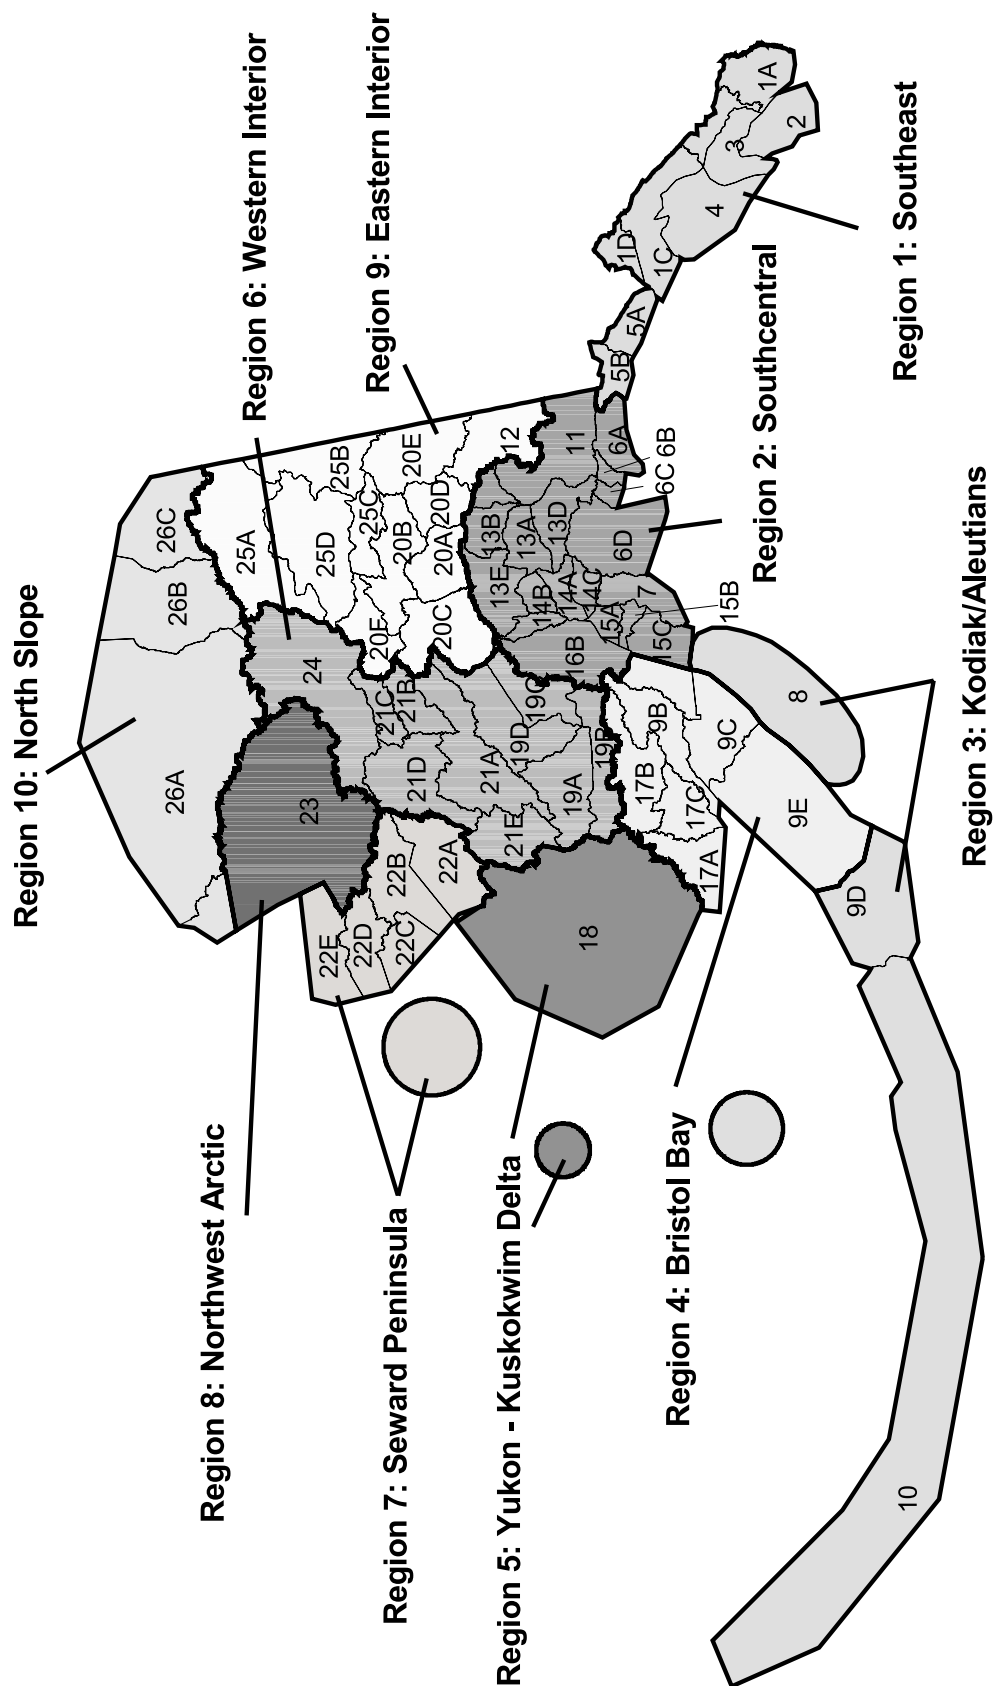 Region 10: North Slope
Region 6: Western Interior
Region 9: Eastern Interior
Region 8: Northwest Arctic
Region 7: Seward Peninsula
Region 5: Yukon - Kuskokwim Delta
Region 4: Bristol Bay
Region 3: Kodiak/Aleutians
Region 2: Southcentral
Region 1: Southeast
26A
26B
26C
25A
25B
25D
25C
24
23
22E
22D
22C
22B
22A
21D
21C
21B
21A
21E
20F
20E
20D
20B
20A
20C
19D
19C
19A
19B
18
12
11
13B
13A
13D
13E
14B
14A
14C
16B
15A
15B
15C
7
6D
6C
6B
6A
5B
5A
1D
1C
4
3
2
1A
17B
17C
17A
9B
9C
9E
9D
8
10